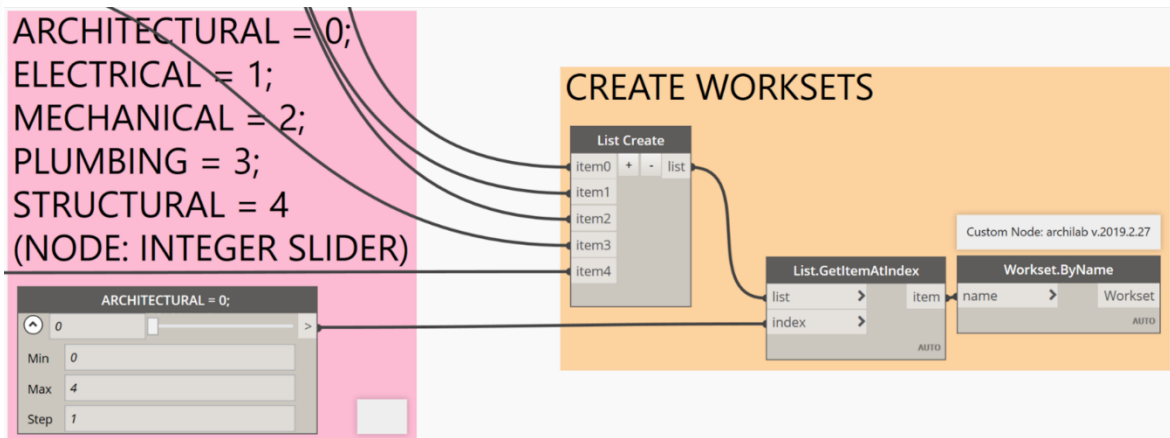 ARCHITECTURAL = 0;
ELECTRICAL = 1;
MECHANICAL = 2;
PLUMBING = 3;
STRUCTURAL = 4
(NODE: INTEGER SLIDER)
ARCHITECTURAL = 0;
0 >
Min 0
Max 4
Step 1
CREATE WORKSETS
List Create
item0 + - list
item1
item2
item3
item4
List.GetItemAtIndex
list > item
index >
AUTO
Custom Node: archilab v.2019.2.27
Workset.ByName
name > Workset
AUTO